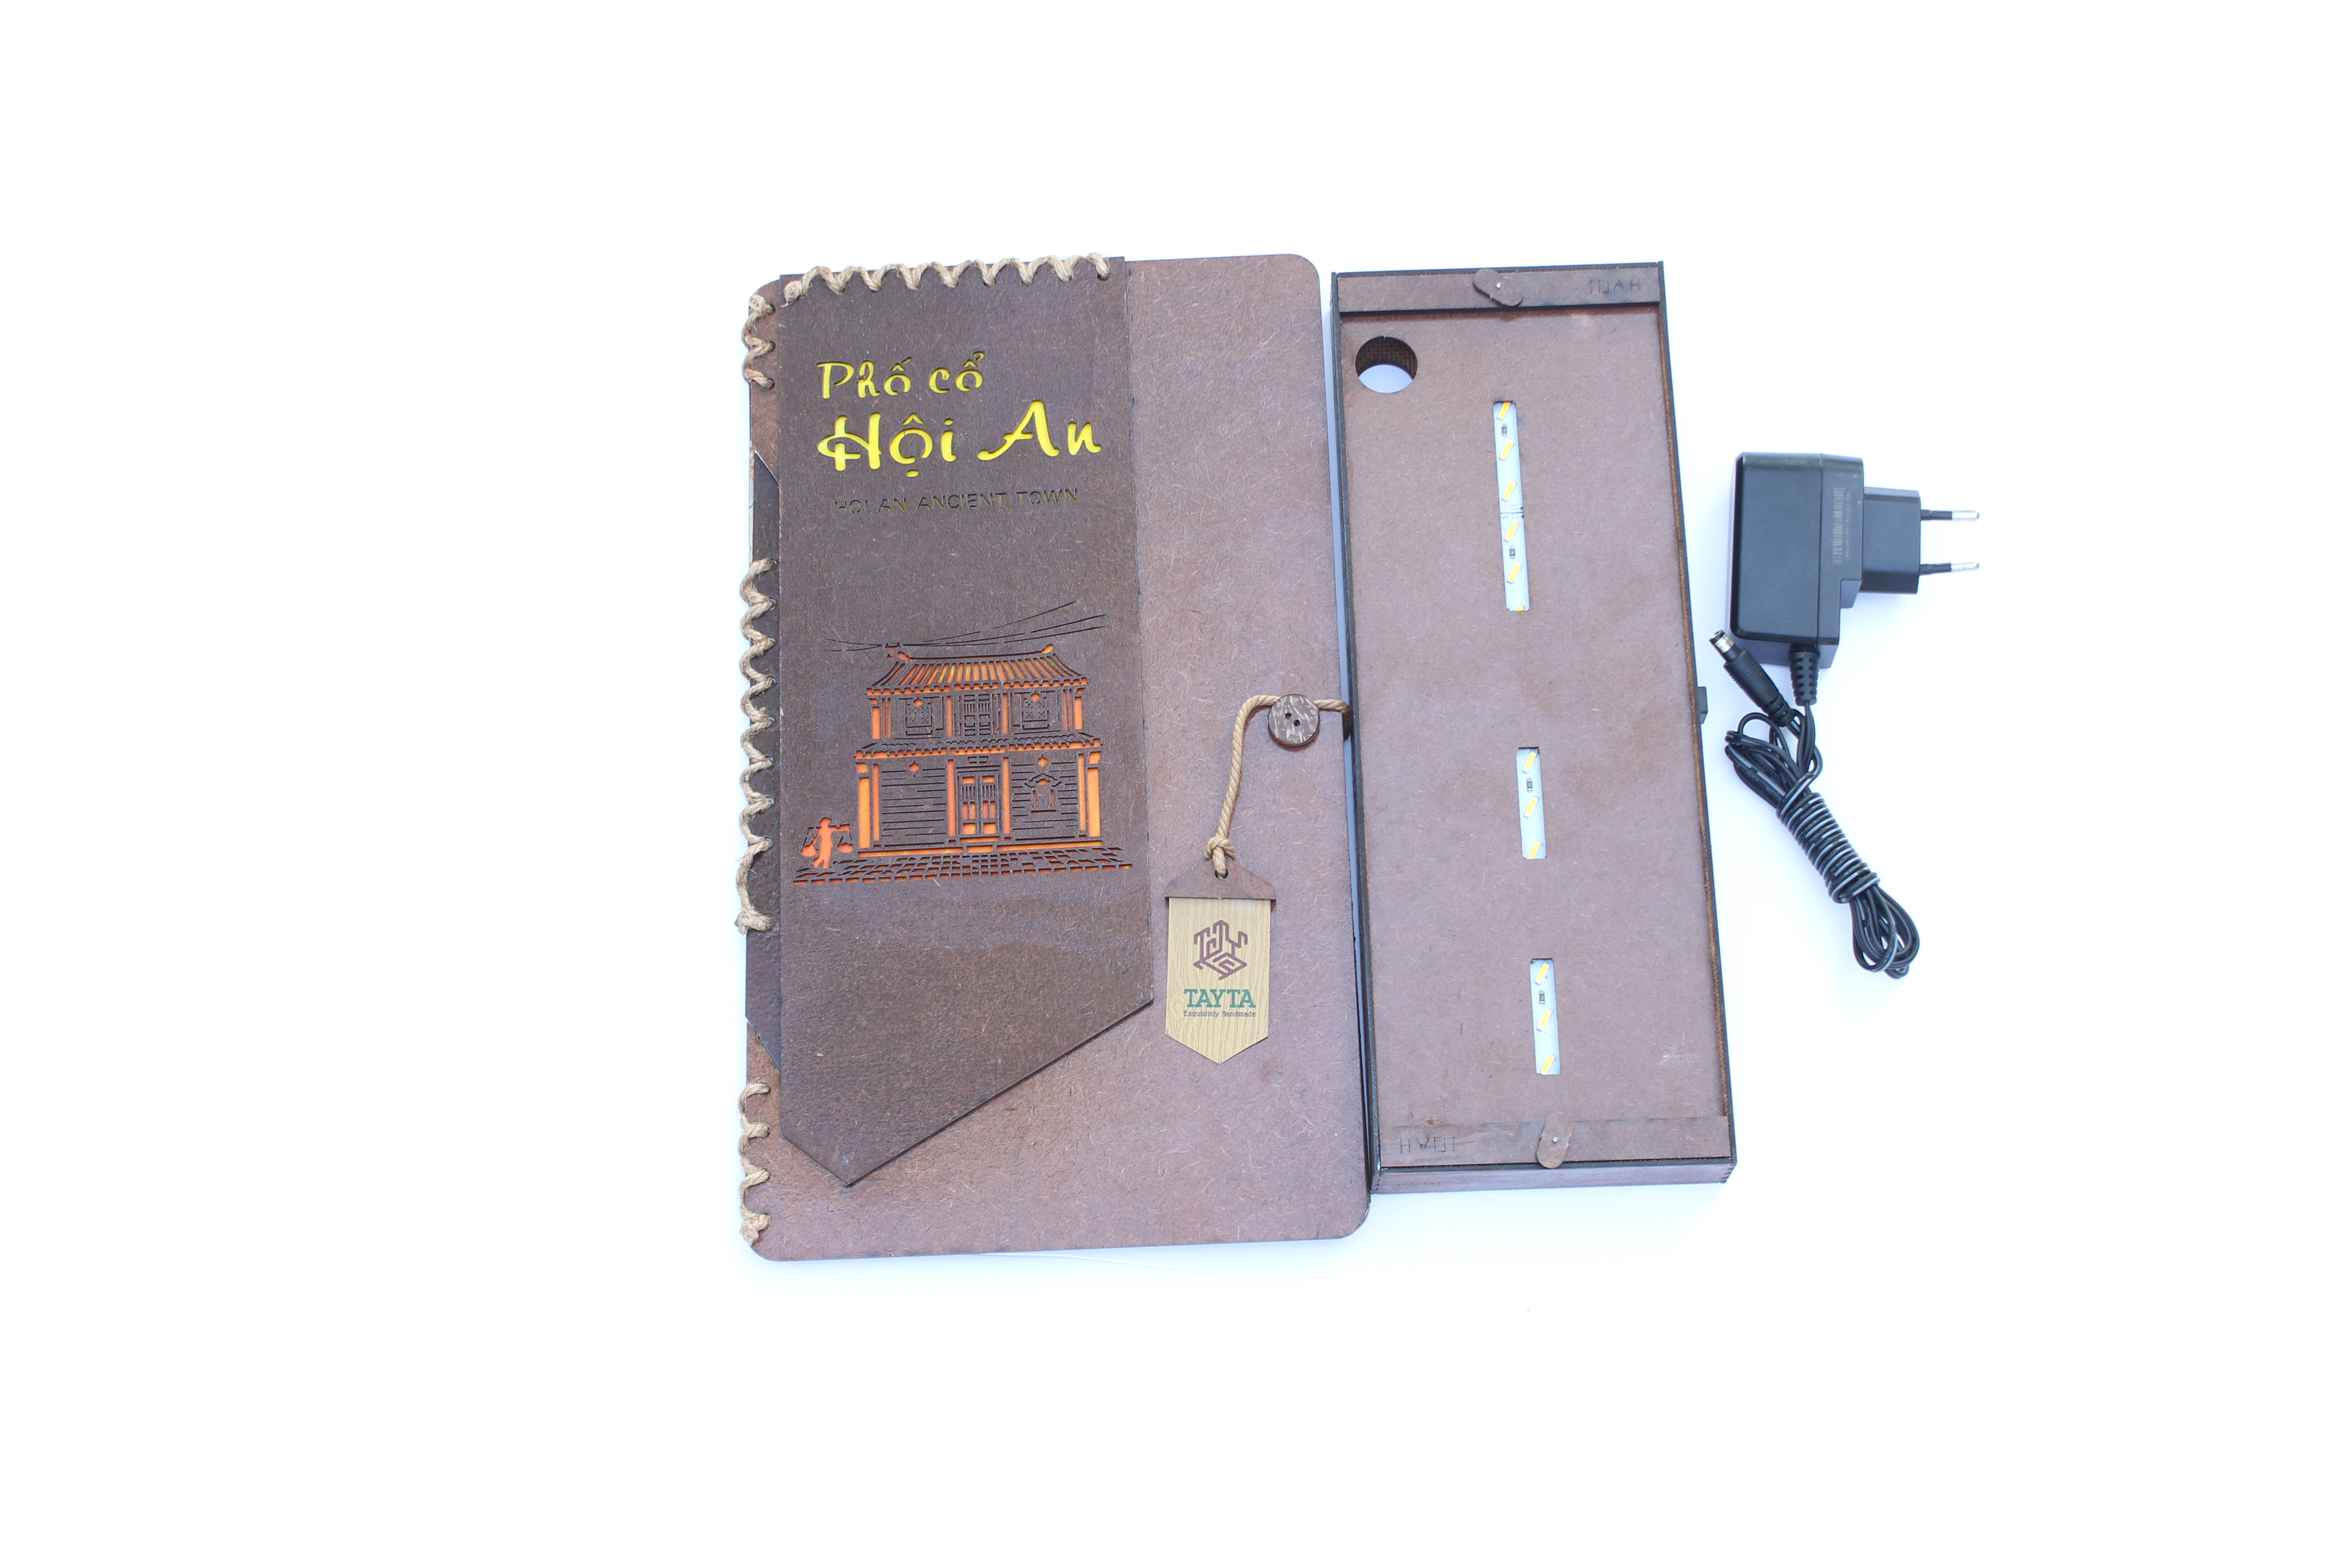 Phố cổ
Hội An
HOI AN ANCIENT TOWN
TAYTA
Exquisitely Handmade